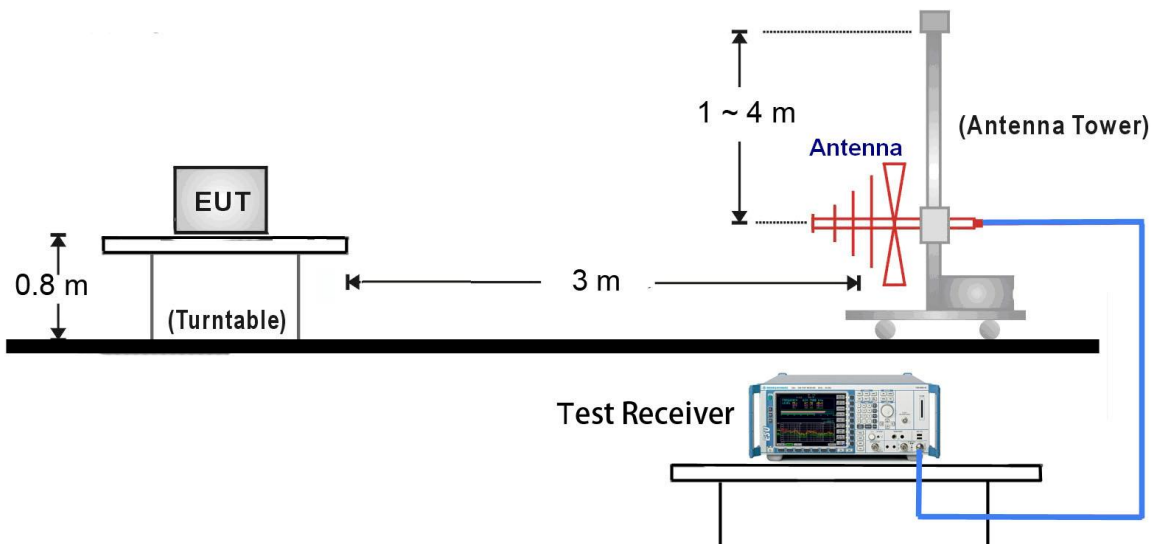 1 ~ 4 m
(Antenna Tower)
Antenna
EUT
0.8 m
3 m
(Turntable)
Test Receiver